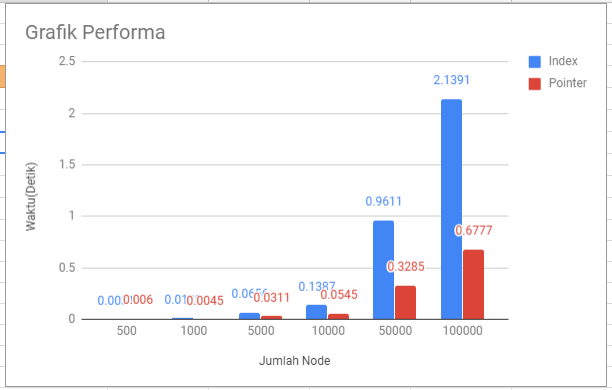 Grafik Performa
Index
Pointer
Waktu(Detik)
2.5
2
1.5
1
0.5
0
2.1391
0.9611
0.6777
0.3285
0.1387
0.0545
0.0311
0.0045
500 1000 5000 10000 50000 100000
Jumlah Node